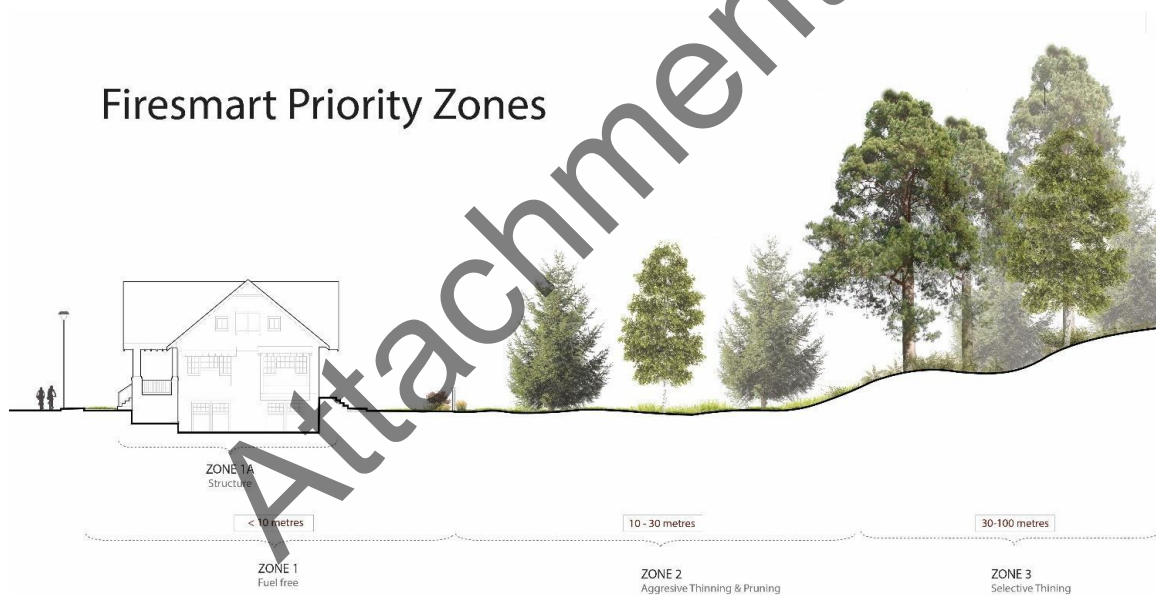 Firesmart Priority Zones
Attachment
ZONE 1A
Structure
< 10 metres
10 - 30 metres
30-100 metres
ZONE 1
Fuel free
ZONE 2
Aggresive Thinning & Pruning
ZONE 3
Selective Thining